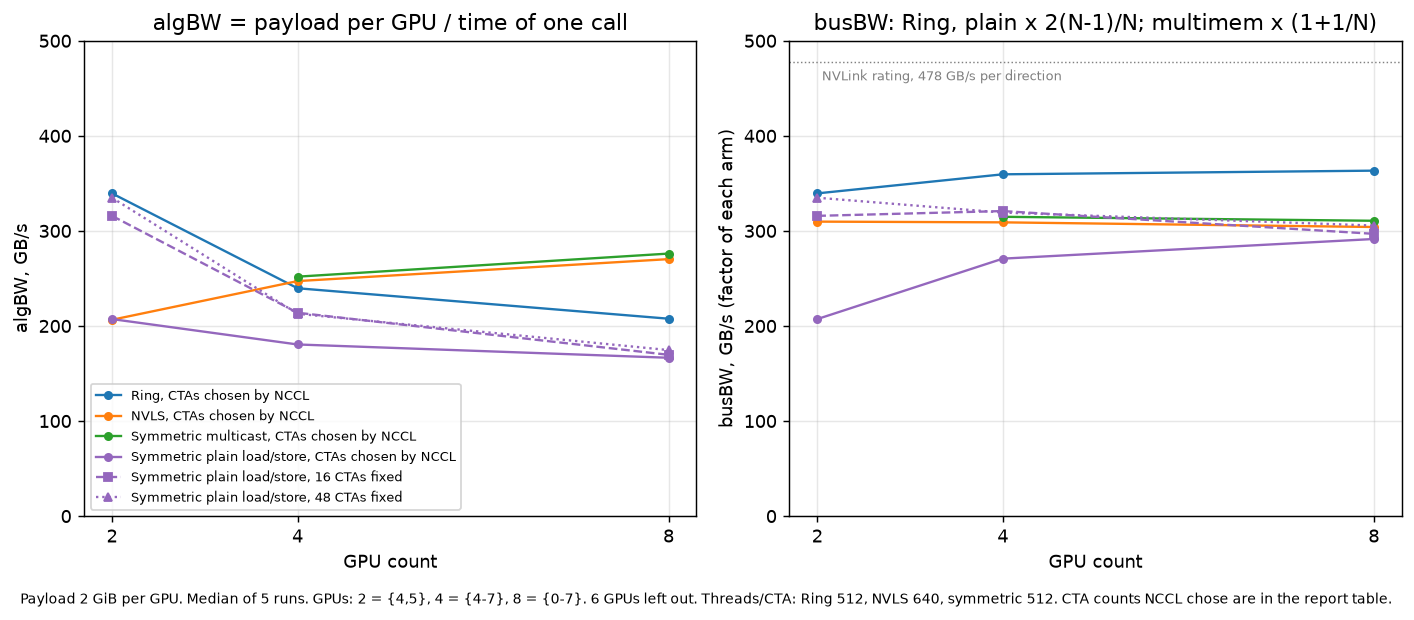 algBW = payload per GPU / time of one call
500
400
300
200
100
0
algBW, GB/s
Ring, CTAs chosen by NCCL
NVLS, CTAs chosen by NCCL
Symmetric multicast, CTAs chosen by NCCL
Symmetric plain load/store, CTAs chosen by NCCL
Symmetric plain load/store, 16 CTAs fixed
Symmetric plain load/store, 48 CTAs fixed
2
4
8
GPU count
busBW: Ring, plain x 2(N-1)/N; multimem x (1+1/N)
500
400
300
200
100
0
busBW, GB/s (factor of each arm)
NVLink rating, 478 GB/s per direction
2
4
8
GPU count
Payload 2 GiB per GPU. Median of 5 runs. GPUs: 2 = {4,5}, 4 = {4-7}, 8 = {0-7}. 6 GPUs left out. Threads/CTA: Ring 512, NVLS 640, symmetric 512. CTA counts NCCL chose are in the report table.